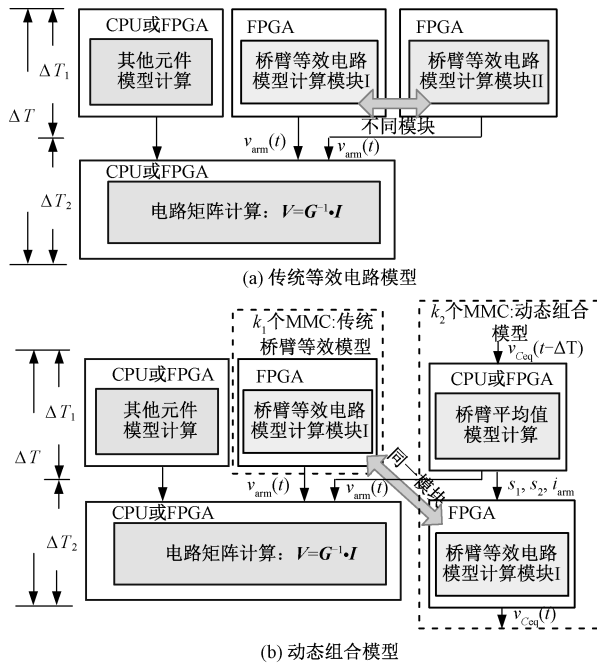 CPU或FPGA
其他元件
模型计算
FPGA
桥臂等效电路
模型计算模块I
FPGA
桥臂等效电路
模型计算模块II
不同模块
ΔT₁
ΔT
ΔT₂
varm(t)
varm(t)
CPU或FPGA
电路矩阵计算：V=G⁻¹•I
(a) 传统等效电路模型
k₁个MMC:传统
桥臂等效模型
k₂个MMC:动态组合
模型
vCeq(t−ΔT)
CPU或FPGA
其他元件
模型计算
FPGA
桥臂等效电路
模型计算模块I
CPU或FPGA
桥臂平均值
模型计算
同一模块
ΔT₁
ΔT
ΔT₂
varm(t)
varm(t)
s₁, s₂, iarm
CPU或FPGA
电路矩阵计算：V=G⁻¹•I
FPGA
桥臂等效电路
模型计算模块I
vCeq(t)
(b) 动态组合模型